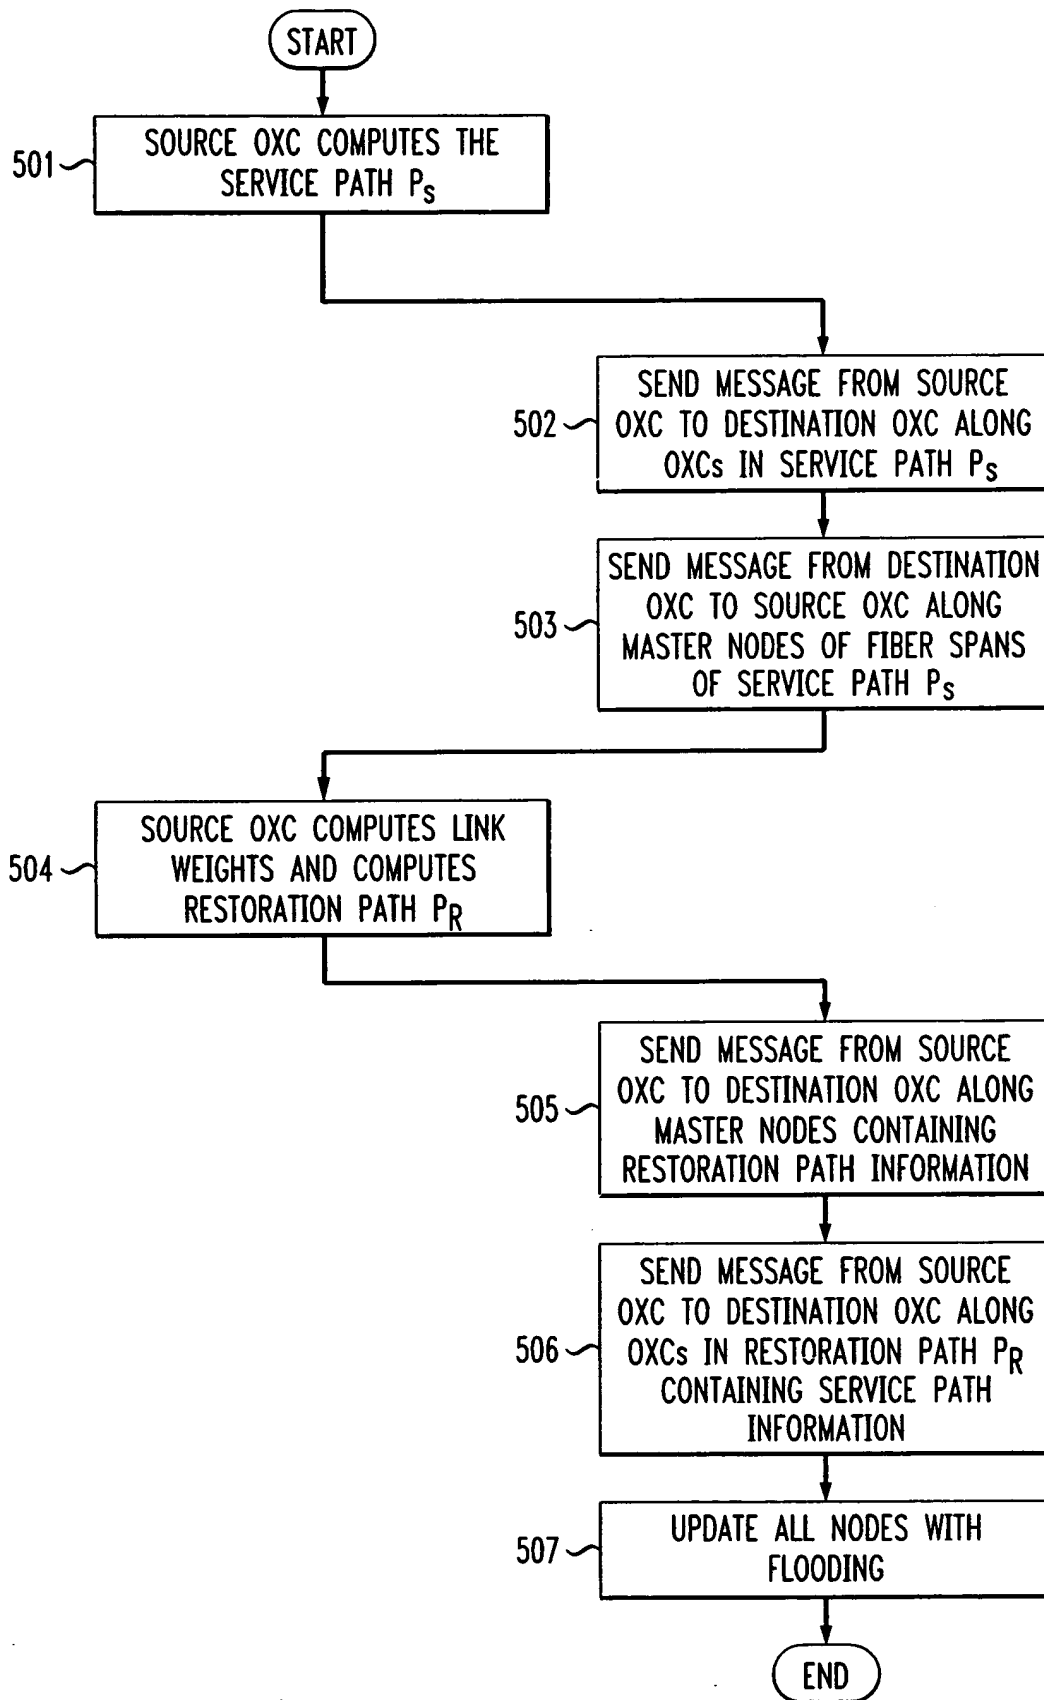 START
501
SOURCE OXC COMPUTES THE
SERVICE PATH PS
502
SEND MESSAGE FROM SOURCE
OXC TO DESTINATION OXC ALONG
OXCs IN SERVICE PATH PS
503
SEND MESSAGE FROM DESTINATION
OXC TO SOURCE OXC ALONG
MASTER NODES OF FIBER SPANS
OF SERVICE PATH PS
504
SOURCE OXC COMPUTES LINK
WEIGHTS AND COMPUTES
RESTORATION PATH PR
505
SEND MESSAGE FROM SOURCE
OXC TO DESTINATION OXC ALONG
MASTER NODES CONTAINING
RESTORATION PATH INFORMATION
506
SEND MESSAGE FROM SOURCE
OXC TO DESTINATION OXC ALONG
OXCs IN RESTORATION PATH PR
CONTAINING SERVICE PATH
INFORMATION
507
UPDATE ALL NODES WITH
FLOODING
END